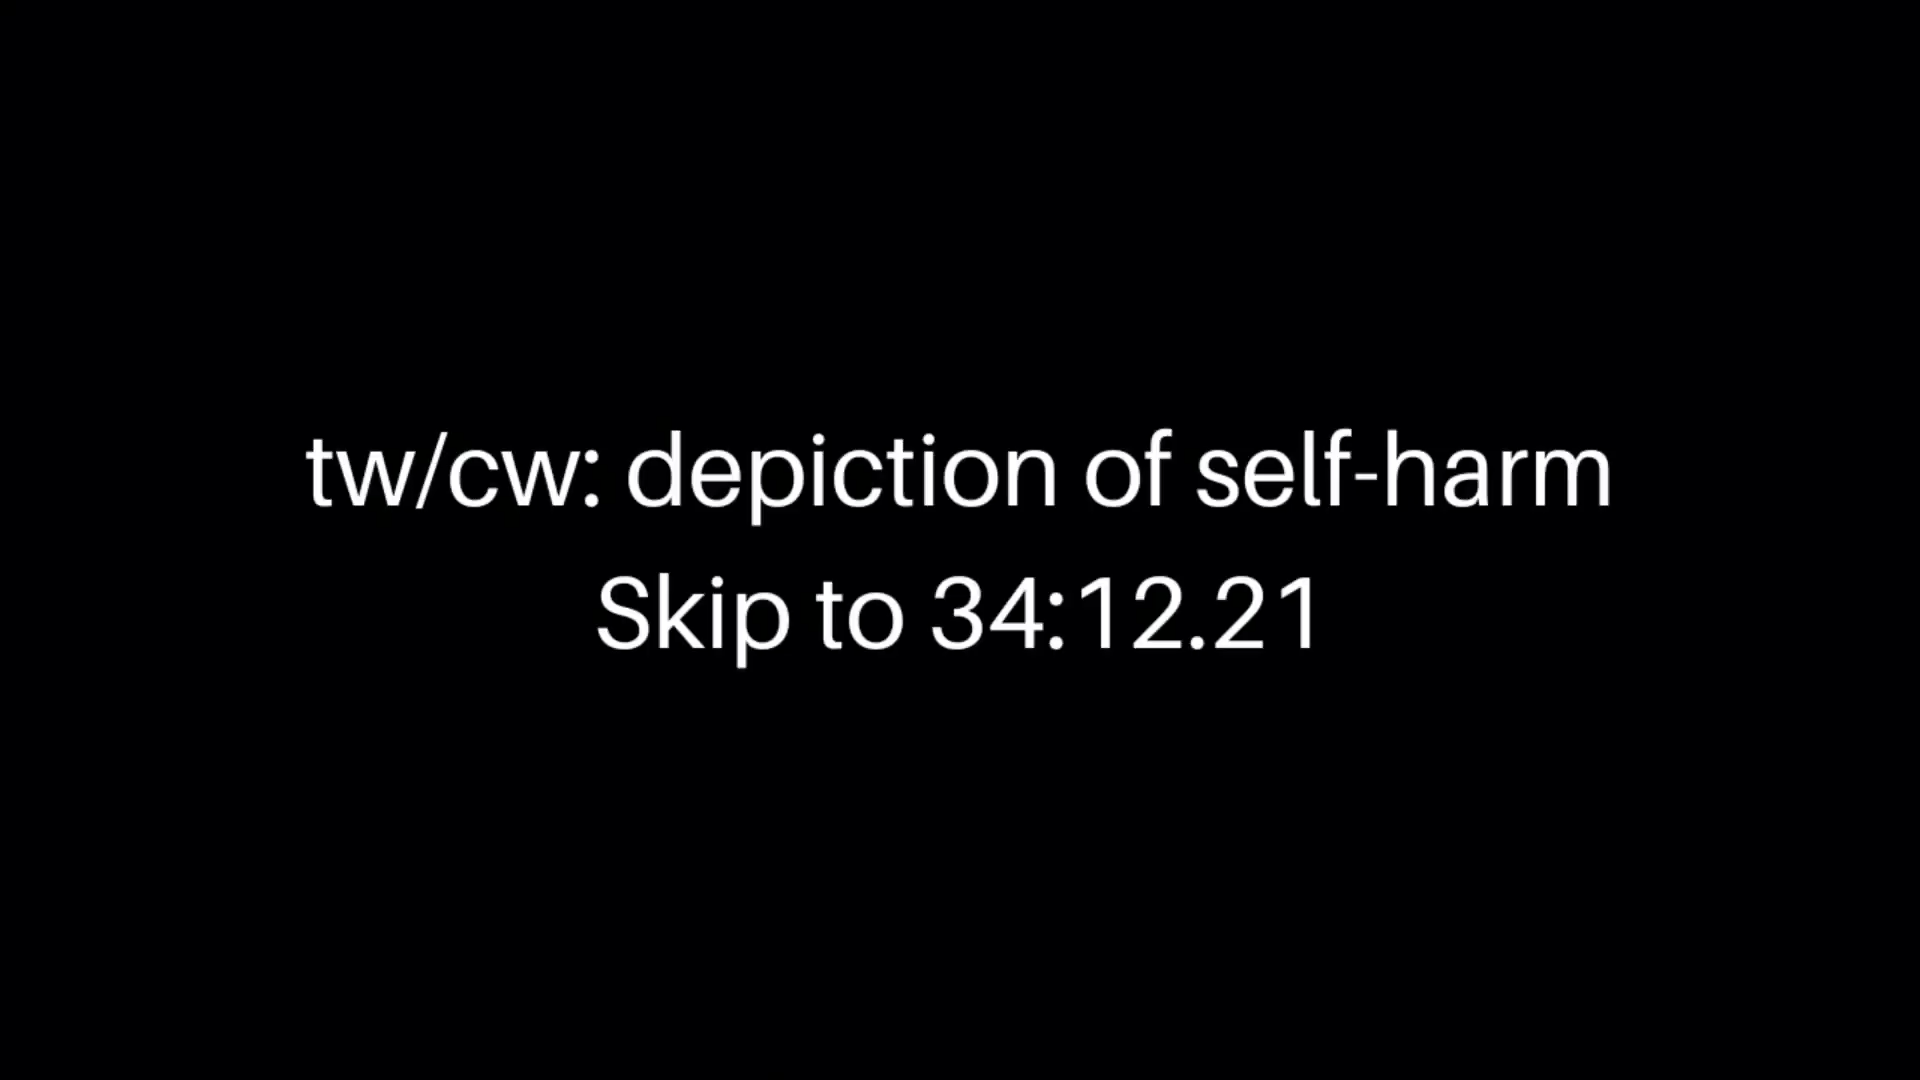 tw/cw: depiction of self-harm
Skip to 34:12.21